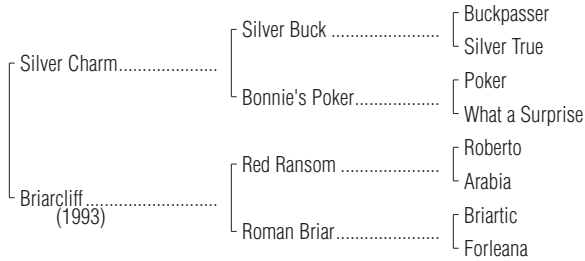 Buckpasser
Silver Buck ........................
Silver True
Silver Charm......................
Poker
Bonnie's Poker...................
What a Surprise
Roberto
Red Ransom ......................
Arabia
Briarcliff.............................
(1993)
Briartic
Roman Briar.......................
Forleana